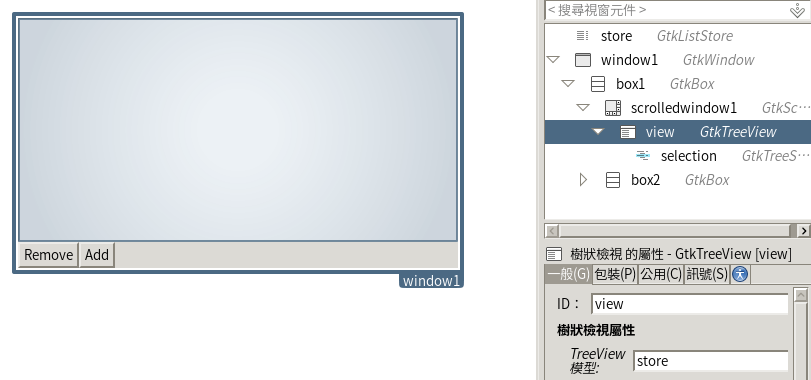 Remove Add
window1
< 搜尋視窗元件 >
store GtkListStore
window1 GtkWindow
box1 GtkBox
scrolledwindow1 GtkSc…
view GtkTreeView
selection GtkTreeS…
box2 GtkBox
樹狀檢視 的屬性 - GtkTreeView [view]
一般(G) 包裝(P) 公用(C) 訊號(S)
ID： view
樹狀檢視屬性
TreeView
模型: store